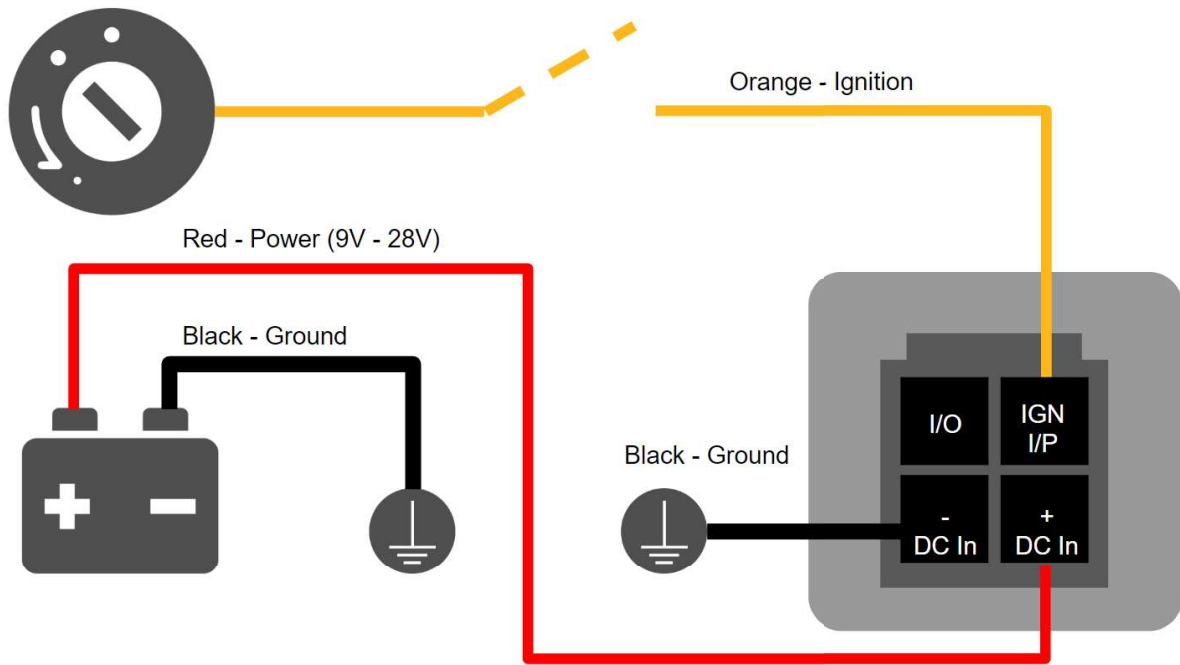 Orange - Ignition
Red - Power (9V - 28V)
Black - Ground
I/O
IGN
I/P
Black - Ground
-
DC In
+
DC In